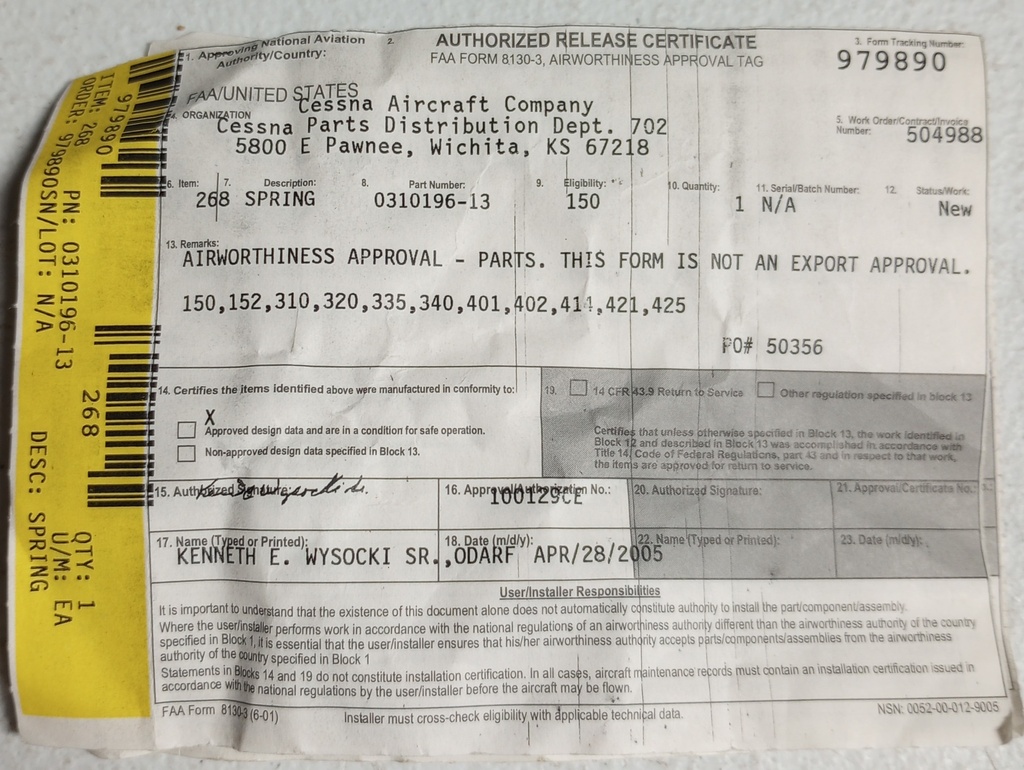 1. Approving National Aviation Authority/Country:
2.
AUTHORIZED RELEASE CERTIFICATE
FAA FORM 8130-3, AIRWORTHINESS APPROVAL TAG
3. Form Tracking Number:
979890
FAA/UNITED STATES
4. ORGANIZATION
Cessna Aircraft Company
Cessna Parts Distribution Dept. 702
5800 E Pawnee, Wichita, KS 67218
5. Work Order/Contract/Invoice Number:
504988
6. Item: 7. Description: 8. Part Number: 9. Eligibility: 10. Quantity: 11. Serial/Batch Number: 12. Status/Work:
268 SPRING 0310196-13 150 1 N/A New
13. Remarks:
AIRWORTHINESS APPROVAL - PARTS. THIS FORM IS NOT AN EXPORT APPROVAL.
150,152,310,320,335,340,401,402,414,421,425
PO# 50356
14. Certifies the items identified above were manufactured in conformity to:
X
Approved design data and are in a condition for safe operation.
Non-approved design data specified in Block 13.
19. 14 CFR 43.9 Return to Service Other regulation specified in block 13
Certifies that unless otherwise specified in Block 13, the work identified in
Block 12 and described in Block 13 was accomplished in accordance with
Title 14, Code of Federal Regulations, part 43 and in respect to that work,
the items are approved for return to service.
15. Authorized Signature:
16. Approval/Authorization No.:
100129CE
20. Authorized Signature:
21. Approval/Certificate No.:
17. Name (Typed or Printed):
KENNETH E. WYSOCKI SR.,ODARF
18. Date (m/d/y):
APR/28/2005
22. Name (Typed or Printed):
23. Date (m/d/y):
User/Installer Responsibilities
It is important to understand that the existence of this document alone does not automatically constitute authority to install the part/component/assembly.
Where the user/installer performs work in accordance with the national regulations of an airworthiness authority different than the airworthiness authority of the country
specified in Block 1, it is essential that the user/installer ensures that his/her airworthiness authority accepts parts/components/assemblies from the airworthiness
authority of the country specified in Block 1
Statements in Blocks 14 and 19 do not constitute installation certification. In all cases, aircraft maintenance records must contain an installation certification issued in
accordance with the national regulations by the user/installer before the aircraft may be flown.
FAA Form 8130-3 (6-01)
Installer must cross-check eligibility with applicable technical data.
NSN: 0052-00-012-9005
979890
ITEM: 268
ORDER: 979890SN/LOT: N/A
PN: 0310196-13
268
DESC: SPRING
QTY: 1
U/M: EA